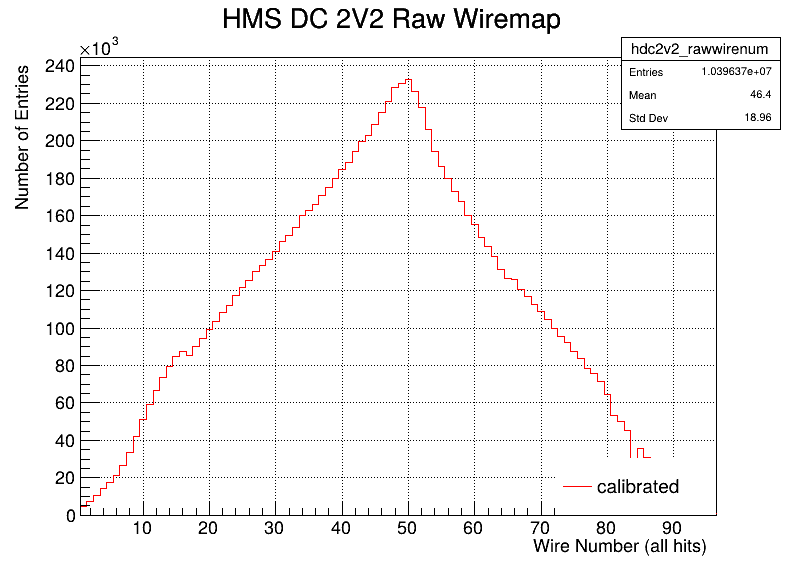 HMS DC 2V2 Raw Wiremap
×10³
hdc2v2_rawwirenum
Entries 1.039637e+07
Mean 46.4
Std Dev 18.96
Number of Entries
240
220
200
180
160
140
120
100
80
60
40
20
0
calibrated
10 20 30 40 50 60 70 80 90
Wire Number (all hits)